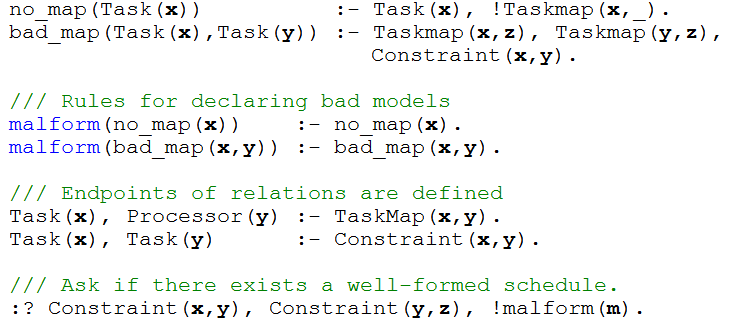 no_map(Task(x)) :- Task(x), !Taskmap(x,_).
bad_map(Task(x),Task(y)) :- Taskmap(x,z), Taskmap(y,z),
Constraint(x,y).
/// Rules for declaring bad models
malform(no_map(x)) :- no_map(x).
malform(bad_map(x,y)) :- bad_map(x,y).
/// Endpoints of relations are defined
Task(x), Processor(y) :- TaskMap(x,y).
Task(x), Task(y) :- Constraint(x,y).
/// Ask if there exists a well-formed schedule.
:? Constraint(x,y), Constraint(y,z), !malform(m).